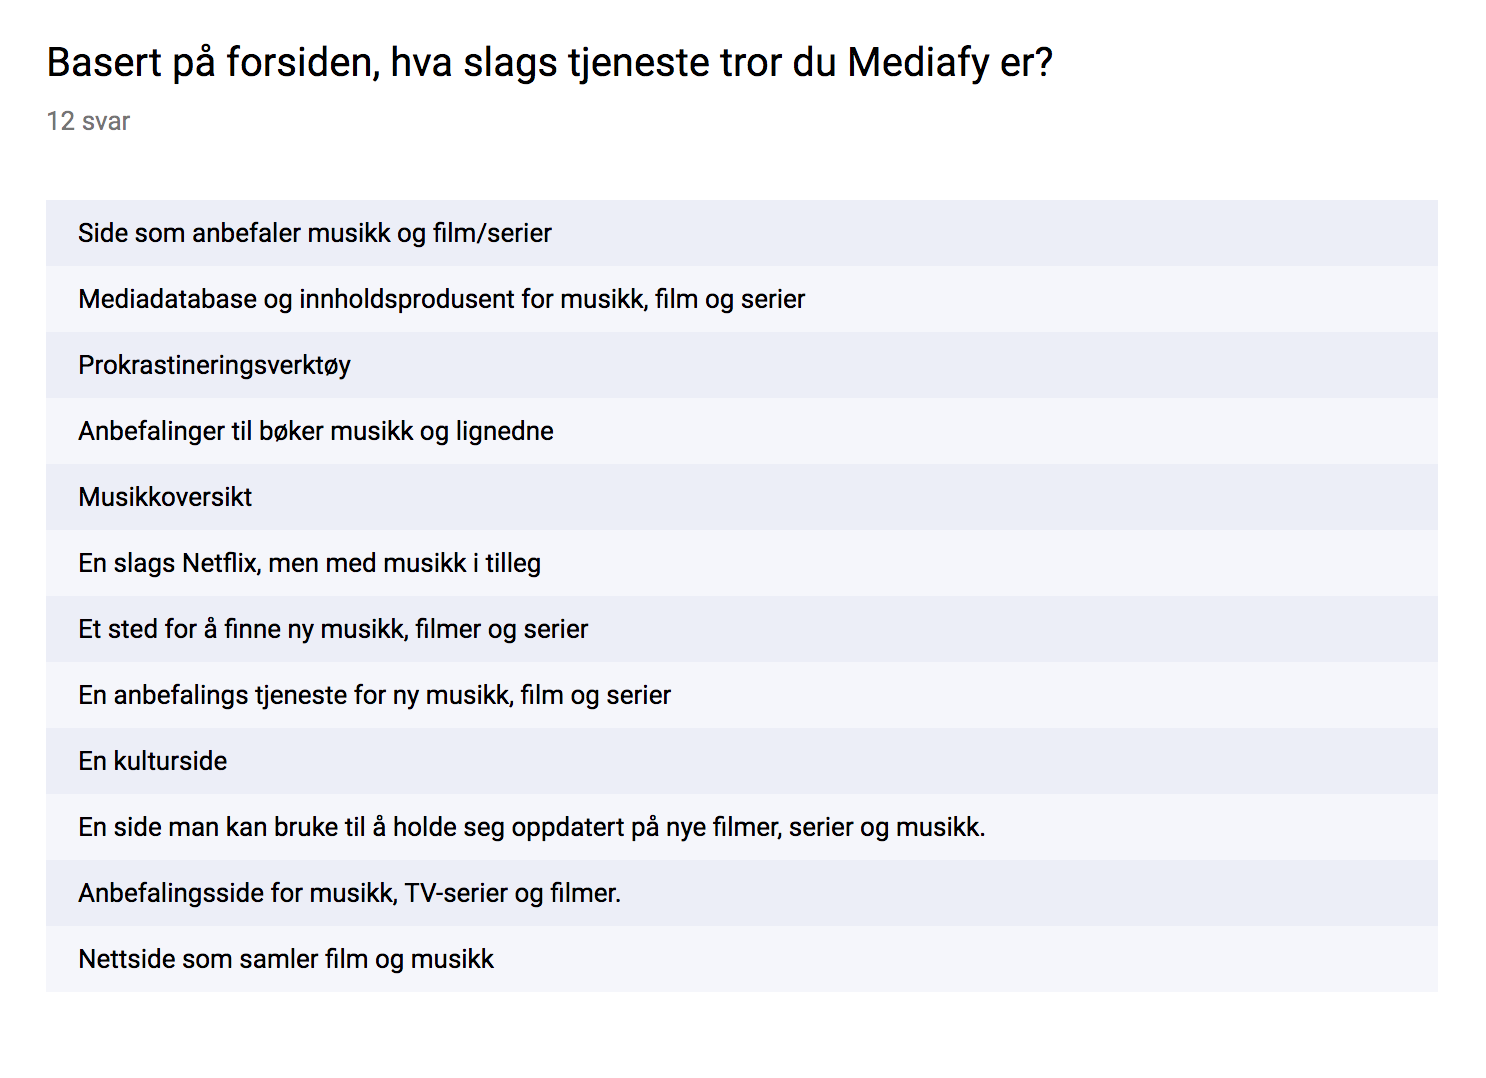 Basert på forsiden, hva slags tjeneste tror du Mediafy er?
12 svar
Side som anbefaler musikk og film/serier
Mediadatabase og innholdsprodusent for musikk, film og serier
Prokrastineringsverktøy
Anbefalinger til bøker musikk og lignedne
Musikkoversikt
En slags Netflix, men med musikk i tilleg
Et sted for å finne ny musikk, filmer og serier
En anbefalings tjeneste for ny musikk, film og serier
En kulturside
En side man kan bruke til å holde seg oppdatert på nye filmer, serier og musikk.
Anbefalingsside for musikk, TV-serier og filmer.
Nettside som samler film og musikk